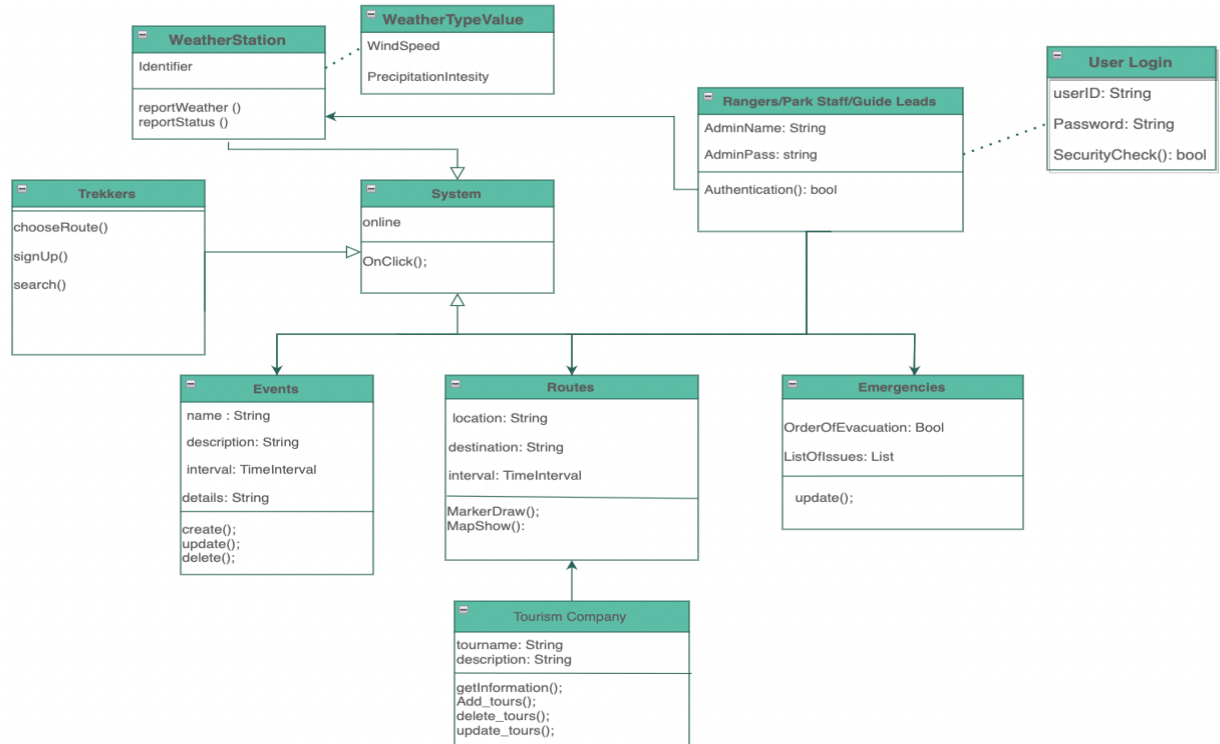 WeatherTypeValue
WindSpeed
PrecipitationIntesity
WeatherStation
Identifier
reportWeather ()
reportStatus ()
User Login
userID: String
Password: String
SecurityCheck(): bool
Rangers/Park Staff/Guide Leads
AdminName: String
AdminPass: string
Authentication(): bool
Trekkers
chooseRoute()
signUp()
search()
System
online
OnClick();
Events
name : String
description: String
interval: TimeInterval
details: String
create();
update();
delete();
Routes
location: String
destination: String
interval: TimeInterval
MarkerDraw();
MapShow():
Emergencies
OrderOfEvacuation: Bool
ListOfIssues: List
update();
Tourism Company
tourname: String
description: String
getInformation();
Add_tours();
delete_tours();
update_tours();